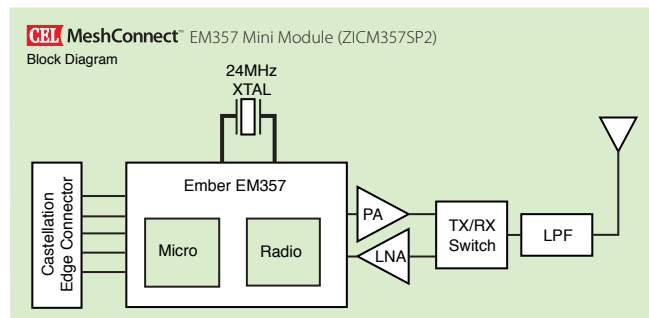 CEL MeshConnect™ EM357 Mini Module (ZICM357SP2)
Block Diagram
24MHz
XTAL
Castellation
Edge Connector
Ember EM357
Micro
Radio
PA
LNA
TX/RX
Switch
LPF